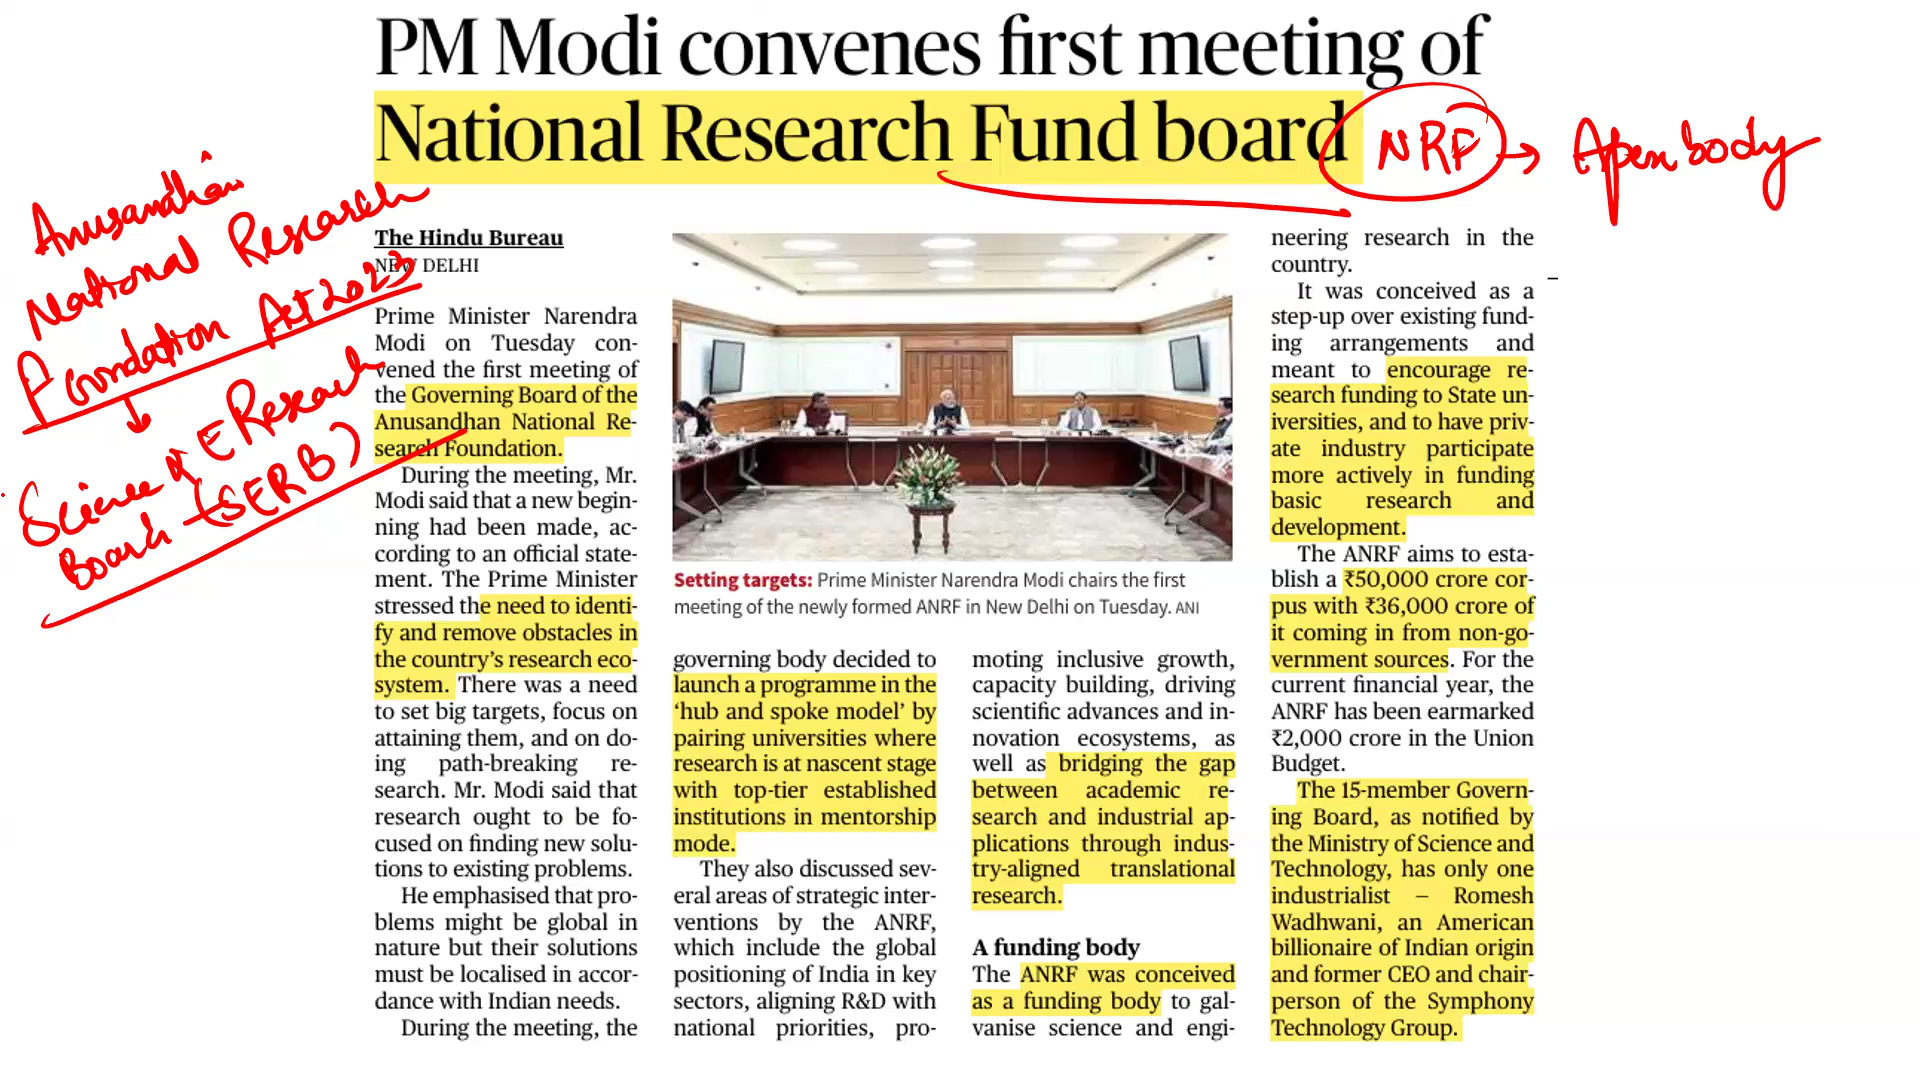 PM Modi convenes first meeting of
National Research Fund board
NRF → Apex body
Anusandhan
National Research
Foundation Act 2023
Science & E Research
Board (SERB)
The Hindu Bureau
NEW DELHI
Prime Minister Narendra
Modi on Tuesday con-
vened the first meeting of
the Governing Board of the
Anusandhan National Re-
search Foundation.
During the meeting, Mr.
Modi said that a new begin-
ning had been made, ac-
cording to an official state-
ment. The Prime Minister
stressed the need to identi-
fy and remove obstacles in
the country's research eco-
system. There was a need
to set big targets, focus on
attaining them, and on do-
ing path-breaking re-
search. Mr. Modi said that
research ought to be fo-
cused on finding new solu-
tions to existing problems.
He emphasised that pro-
blems might be global in
nature but their solutions
must be localised in accor-
dance with Indian needs.
During the meeting, the
Setting targets: Prime Minister Narendra Modi chairs the first
meeting of the newly formed ANRF in New Delhi on Tuesday. ANI
governing body decided to
launch a programme in the
'hub and spoke model' by
pairing universities where
research is at nascent stage
with top-tier established
institutions in mentorship
mode.
They also discussed sev-
eral areas of strategic inter-
ventions by the ANRF,
which include the global
positioning of India in key
sectors, aligning R&D with
national priorities, pro-
moting inclusive growth,
capacity building, driving
scientific advances and in-
novation ecosystems, as
well as bridging the gap
between academic re-
search and industrial ap-
plications through indus-
try-aligned translational
research.
A funding body
The ANRF was conceived
as a funding body to gal-
vanise science and engi-
neering research in the
country.
It was conceived as a
step-up over existing fund-
ing arrangements and
meant to encourage re-
search funding to State un-
iversities, and to have priv-
ate industry participate
more actively in funding
basic research and
development.
The ANRF aims to esta-
blish a ₹50,000 crore cor-
pus with ₹36,000 crore of
it coming in from non-go-
vernment sources. For the
current financial year, the
ANRF has been earmarked
₹2,000 crore in the Union
Budget.
The 15-member Govern-
ing Board, as notified by
the Ministry of Science and
Technology, has only one
industrialist – Romesh
Wadhwani, an American
billionaire of Indian origin
and former CEO and chair-
person of the Symphony
Technology Group.